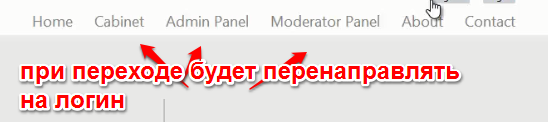 Home Cabinet Admin Panel Moderator Panel About Contact
при переходе будет перенаправлять
на логин